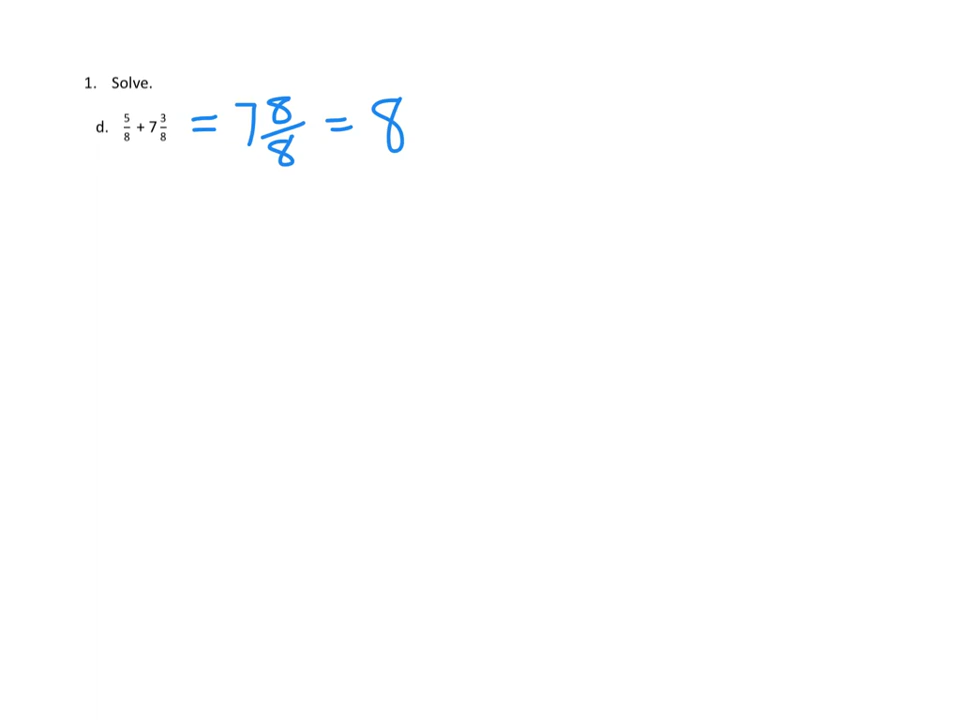 1. Solve.
d. 5/8 + 7 3/8 = 7 8/8 = 8